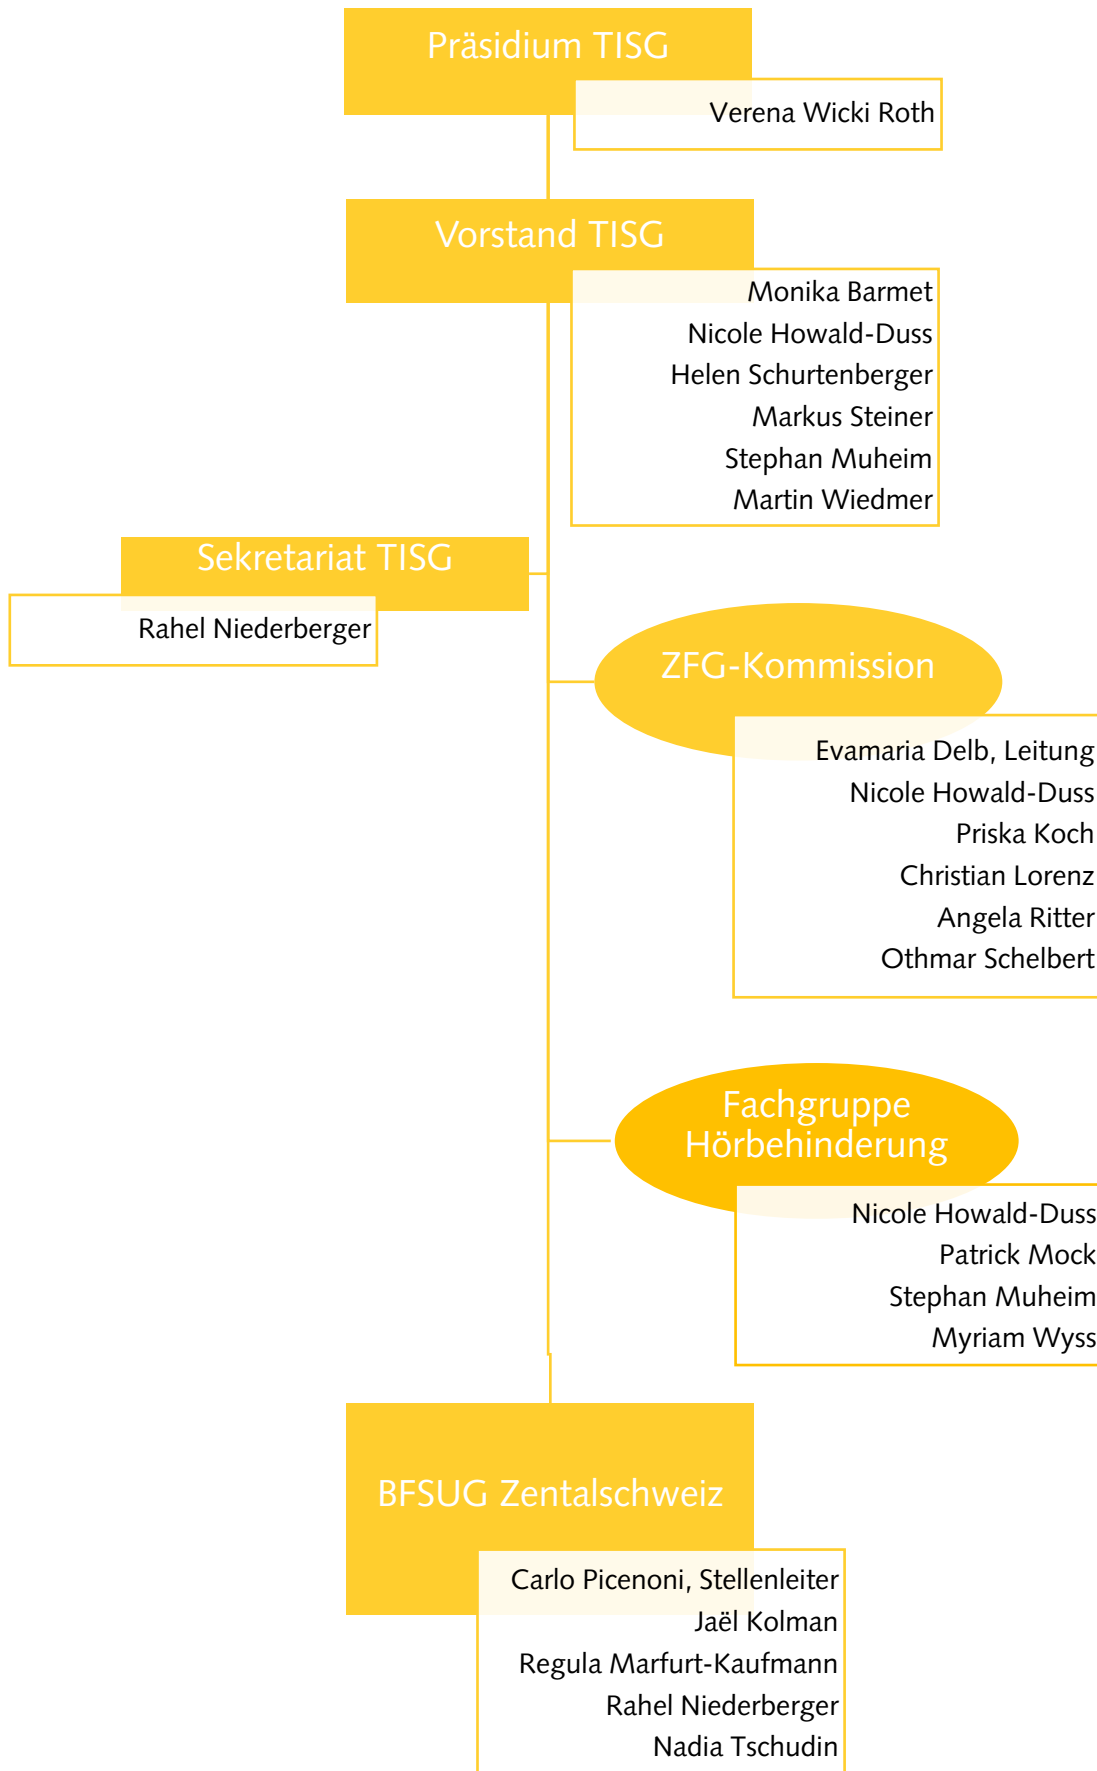 Präsidium TISG
Verena Wicki Roth
Vorstand TISG
Monika Barmet
Nicole Howald-Duss
Helen Schurtenberger
Markus Steiner
Stephan Muheim
Martin Wiedmer
Sekretariat TISG
Rahel Niederberger
ZFG-Kommission
Evamaria Delb, Leitung
Nicole Howald-Duss
Priska Koch
Christian Lorenz
Angela Ritter
Othmar Schelbert
Fachgruppe
Hörbehinderung
Nicole Howald-Duss
Patrick Mock
Stephan Muheim
Myriam Wyss
BFSUG Zentalschweiz
Carlo Picenoni, Stellenleiter
Jaël Kolman
Regula Marfurt-Kaufmann
Rahel Niederberger
Nadia Tschudin